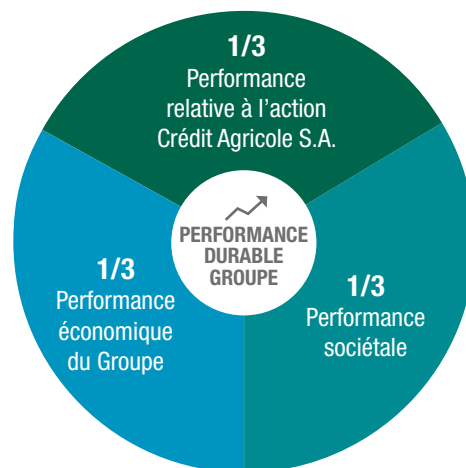 1/3
Performance
relative à l’action
Crédit Agricole S.A.
PERFORMANCE
DURABLE
GROUPE
1/3
Performance
économique
du Groupe
1/3
Performance
sociétale